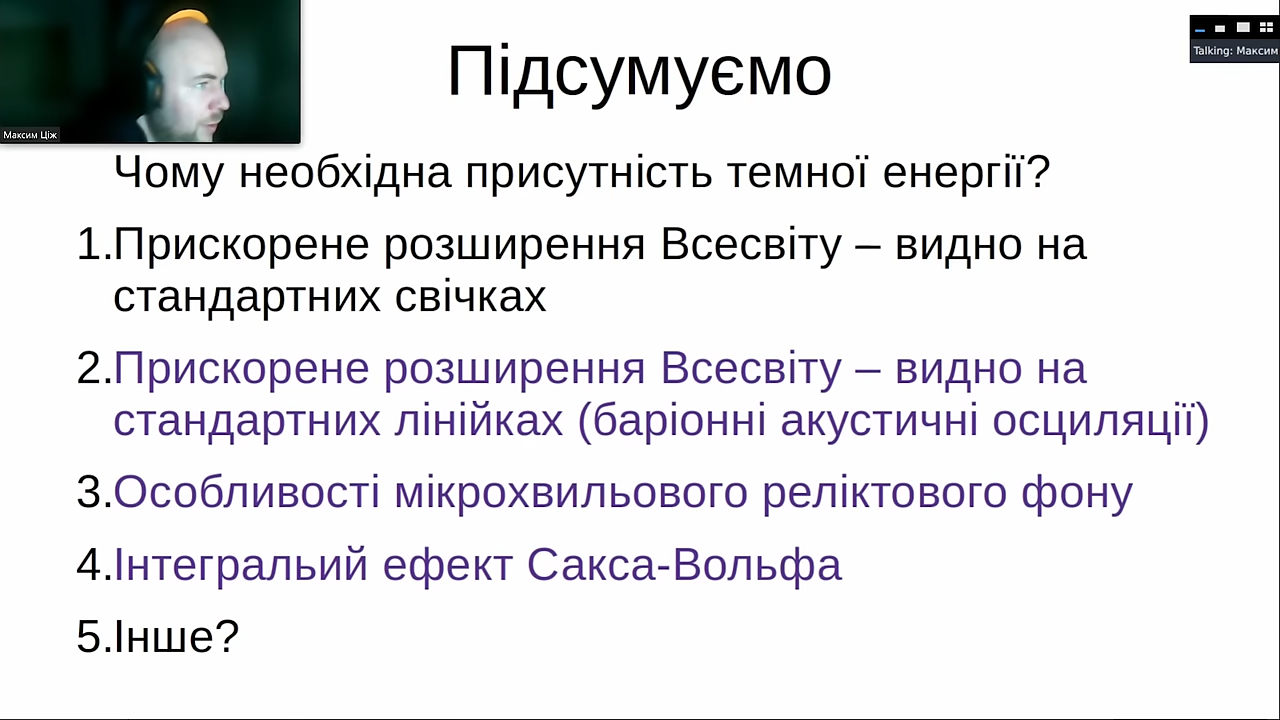 Підсумуємо
Talking: Максим
Максим Ціж
Чому необхідна присутність темної енергії?
1.Прискорене розширення Всесвіту – видно на
стандартних свічках
2.Прискорене розширення Всесвіту – видно на
стандартних лінійках (баріонні акустичні осциляції)
3.Особливості мікрохвильового реліктового фону
4.Інтегральий ефект Сакса-Вольфа
5.Інше?